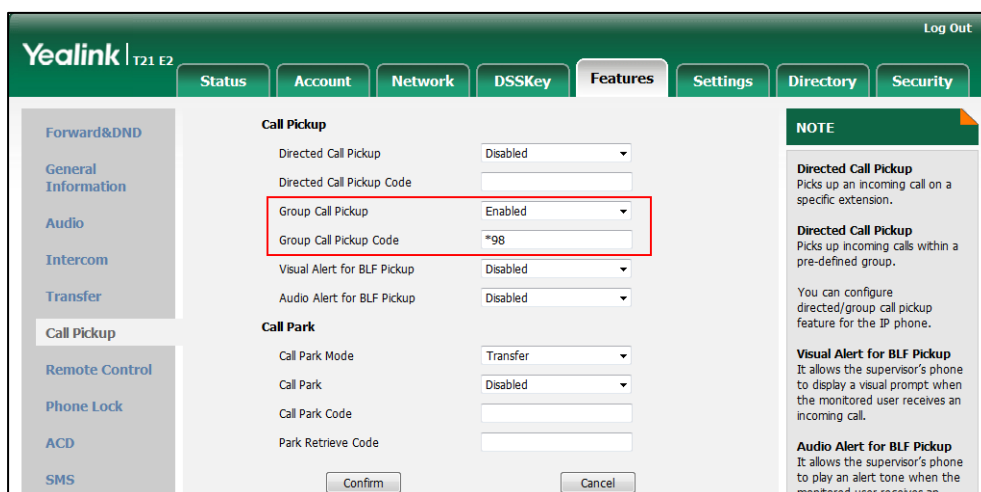 Log Out
Yealink T21 E2
Status Account Network DSSKey Features Settings Directory Security
Forward&DND
General
Information
Audio
Intercom
Transfer
Call Pickup
Remote Control
Phone Lock
ACD
SMS
Call Pickup
Directed Call Pickup Disabled
Directed Call Pickup Code
Group Call Pickup Enabled
Group Call Pickup Code *98
Visual Alert for BLF Pickup Disabled
Audio Alert for BLF Pickup Disabled
Call Park
Call Park Mode Transfer
Call Park Disabled
Call Park Code
Park Retrieve Code
Confirm Cancel
NOTE
Directed Call Pickup
Picks up an incoming call on a
specific extension.
Directed Call Pickup
Picks up incoming calls within a
pre-defined group.
You can configure
directed/group call pickup
feature for the IP phone.
Visual Alert for BLF Pickup
It allows the supervisor's phone
to display a visual prompt when
the monitored user receives an
incoming call.
Audio Alert for BLF Pickup
It allows the supervisor's phone
to play an alert tone when the
monitored user receives an